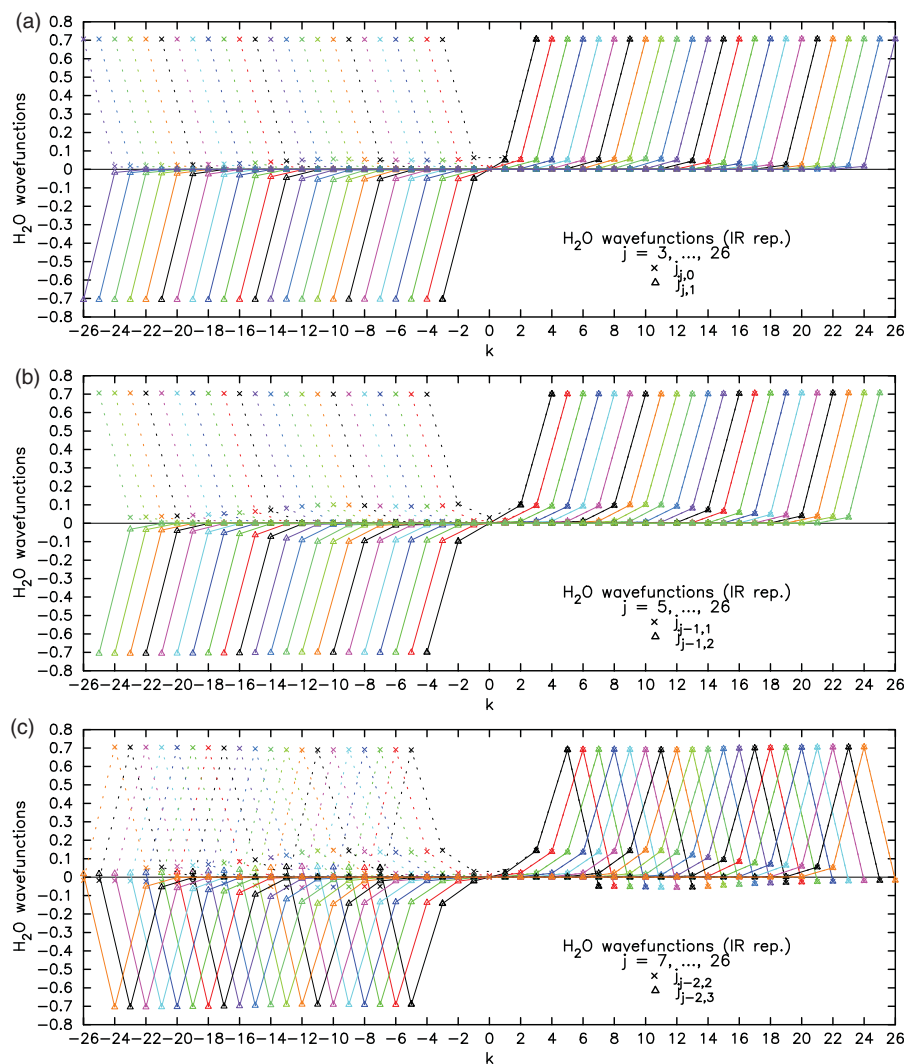 (a)
0.8
0.7
0.6
0.5
0.4
0.3
0.2
0.1
0
−0.1
−0.2
−0.3
−0.4
−0.5
−0.6
−0.7
−0.8
H₂O wavefunctions
H₂O wavefunctions (IR rep.)
j = 3, ..., 26
× j_{j,0}
△ j_{j,1}
−26 −24 −22 −20 −18 −16 −14 −12 −10 −8 −6 −4 −2 0 2 4 6 8 10 12 14 16 18 20 22 24 26
k
(b)
0.8
0.7
0.6
0.5
0.4
0.3
0.2
0.1
0
−0.1
−0.2
−0.3
−0.4
−0.5
−0.6
−0.7
−0.8
H₂O wavefunctions
H₂O wavefunctions (IR rep.)
j = 5, ..., 26
× j_{j−1,1}
△ j_{j−1,2}
−26 −24 −22 −20 −18 −16 −14 −12 −10 −8 −6 −4 −2 0 2 4 6 8 10 12 14 16 18 20 22 24 26
k
(c)
0.8
0.7
0.6
0.5
0.4
0.3
0.2
0.1
0
−0.1
−0.2
−0.3
−0.4
−0.5
−0.6
−0.7
−0.8
H₂O wavefunctions
H₂O wavefunctions (IR rep.)
j = 7, ..., 26
× j_{j−2,2}
△ j_{j−2,3}
−26 −24 −22 −20 −18 −16 −14 −12 −10 −8 −6 −4 −2 0 2 4 6 8 10 12 14 16 18 20 22 24 26
k